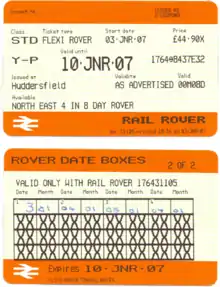 Class Ticket type Start date Price
STD FLEXI ROVER 03·JNR·07 £44·90X
Valid until
Y-P 10·JNR·07 176408437E32
Issued at Validity Valid
Huddersfield AS ADVERTISED 00M08D
Available
NORTH EAST 4 IN 8 DAY ROVER
RAIL ROVER
ROVER DATE BOXES
2 OF 2
VALID ONLY WITH RAIL ROVER 176431105
Date Month Date Month Date Month Date Month
Expires 10·JNR·07